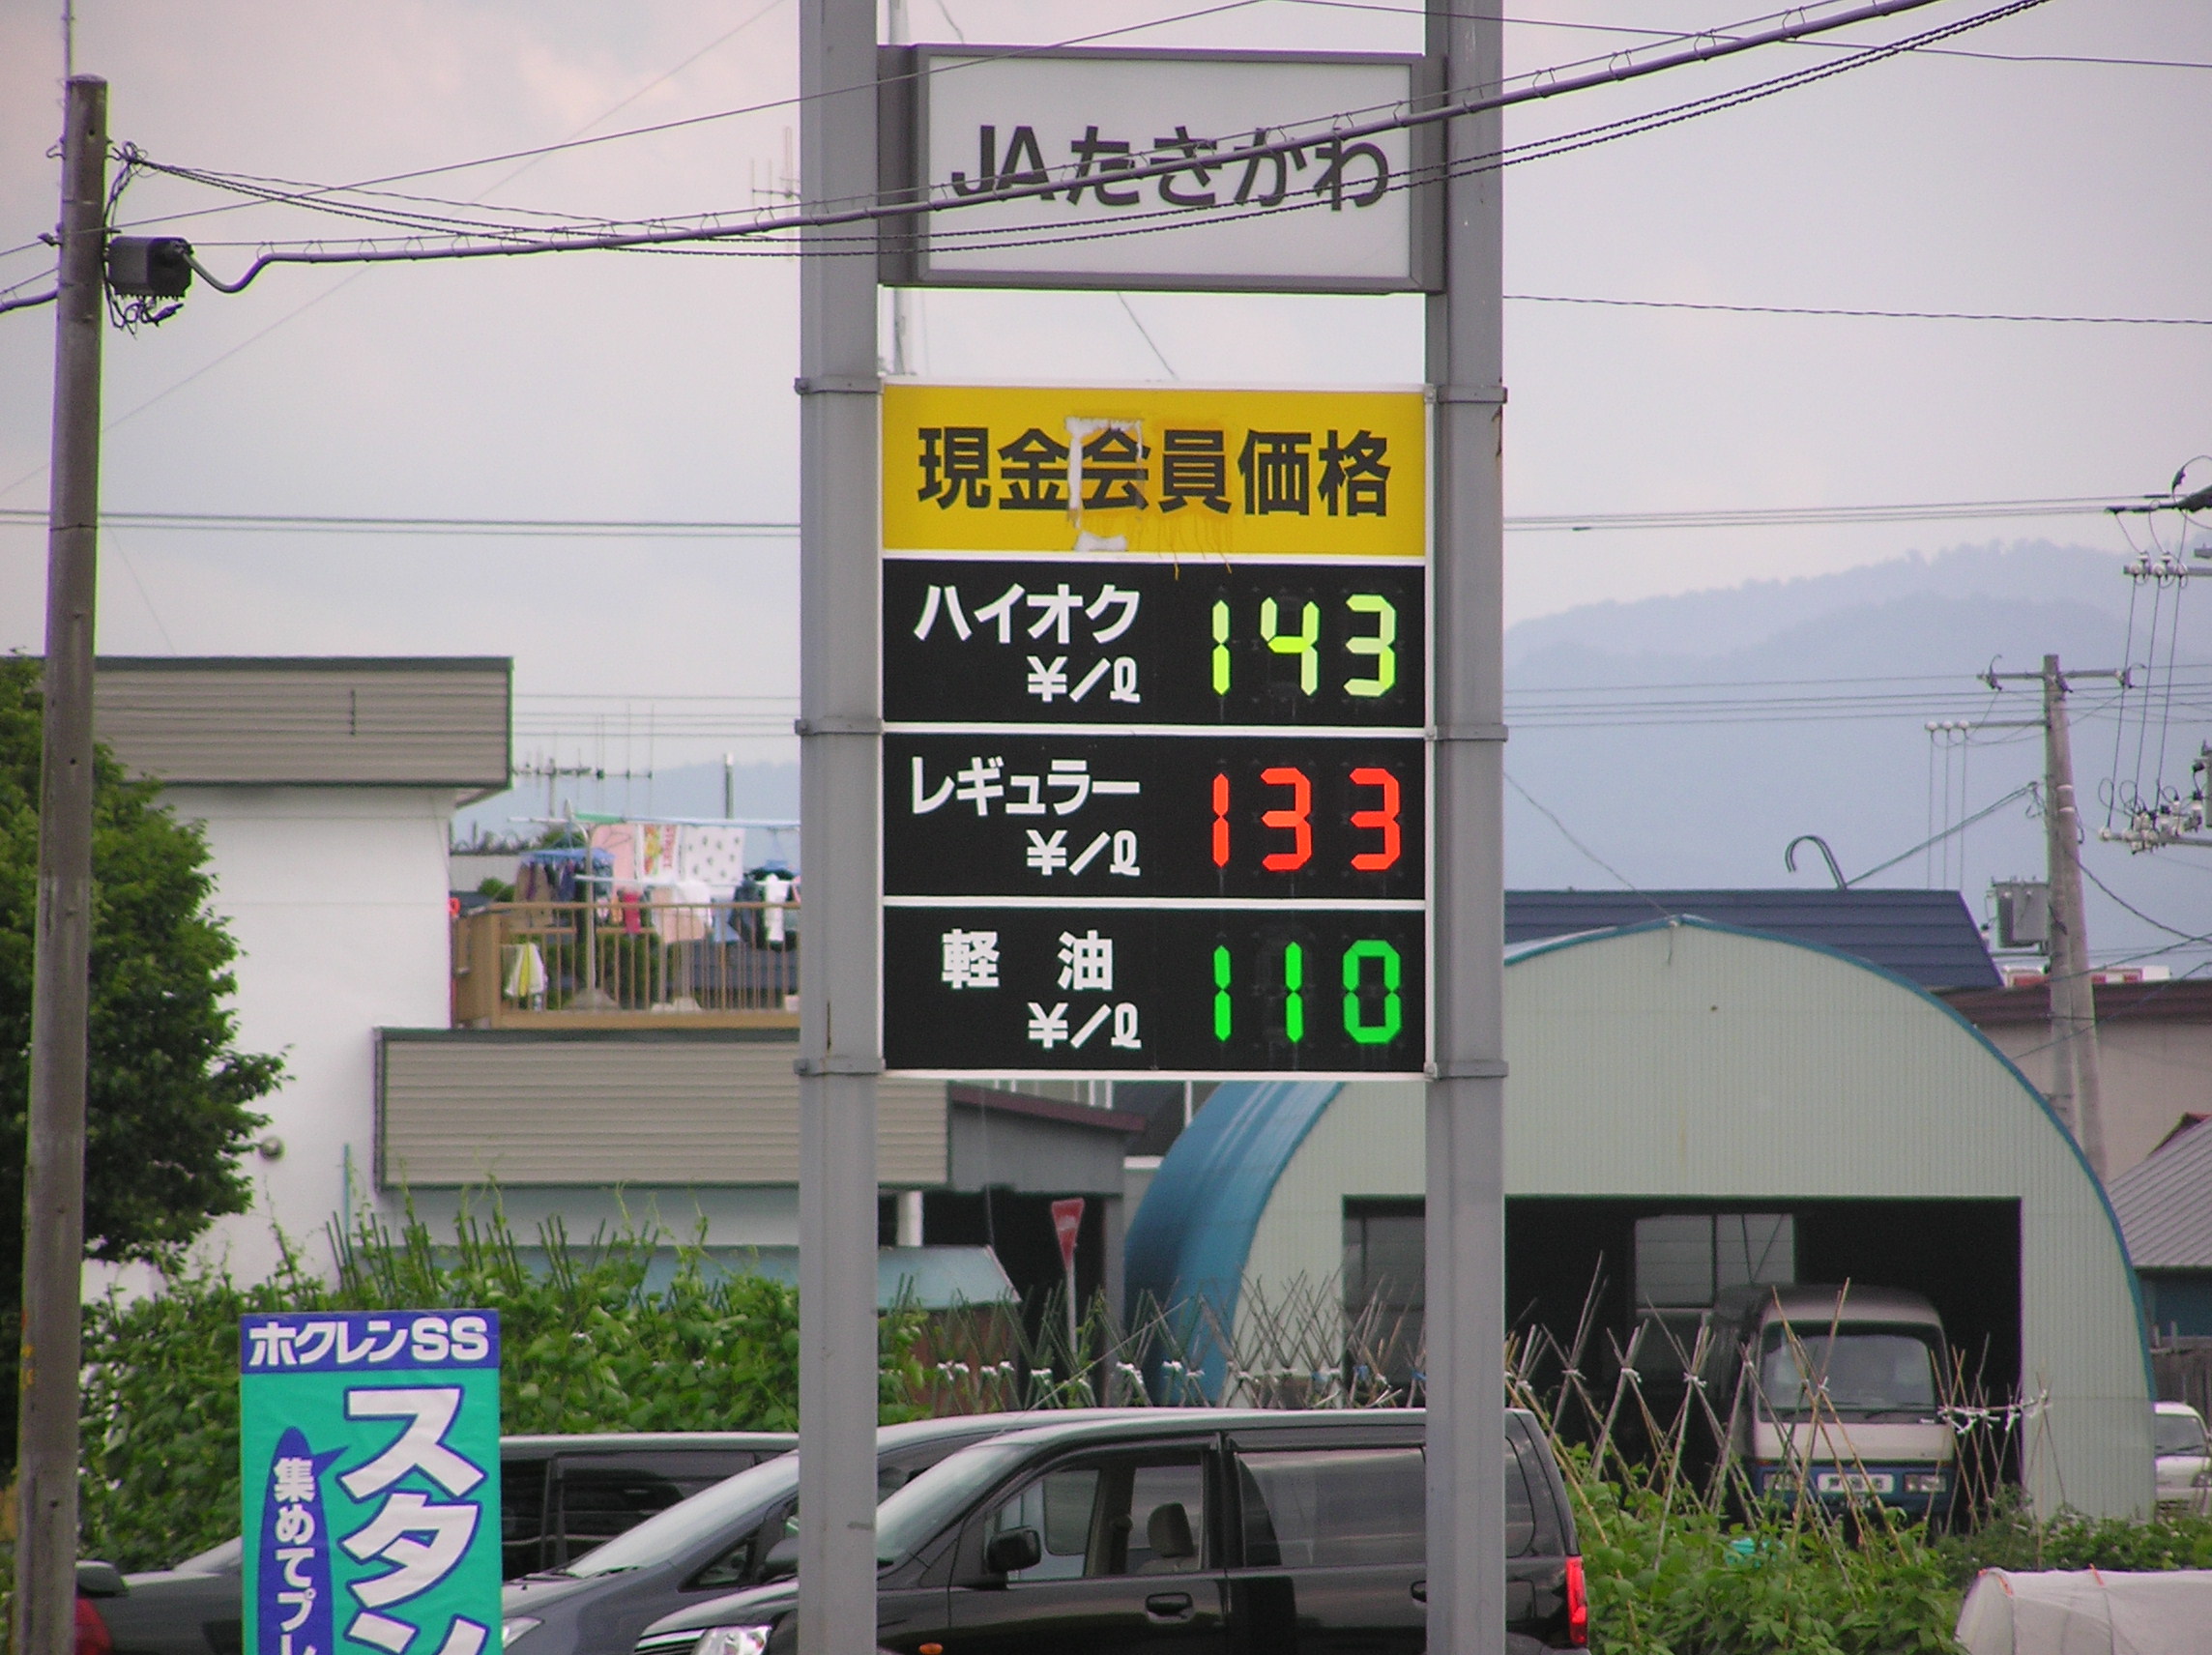 JAたきかわ
現金会員価格
ハイオク 143
¥/ℓ
レギュラー 133
¥/ℓ
軽 油 110
¥/ℓ
ホクレンSS
スタン
集めてプレ